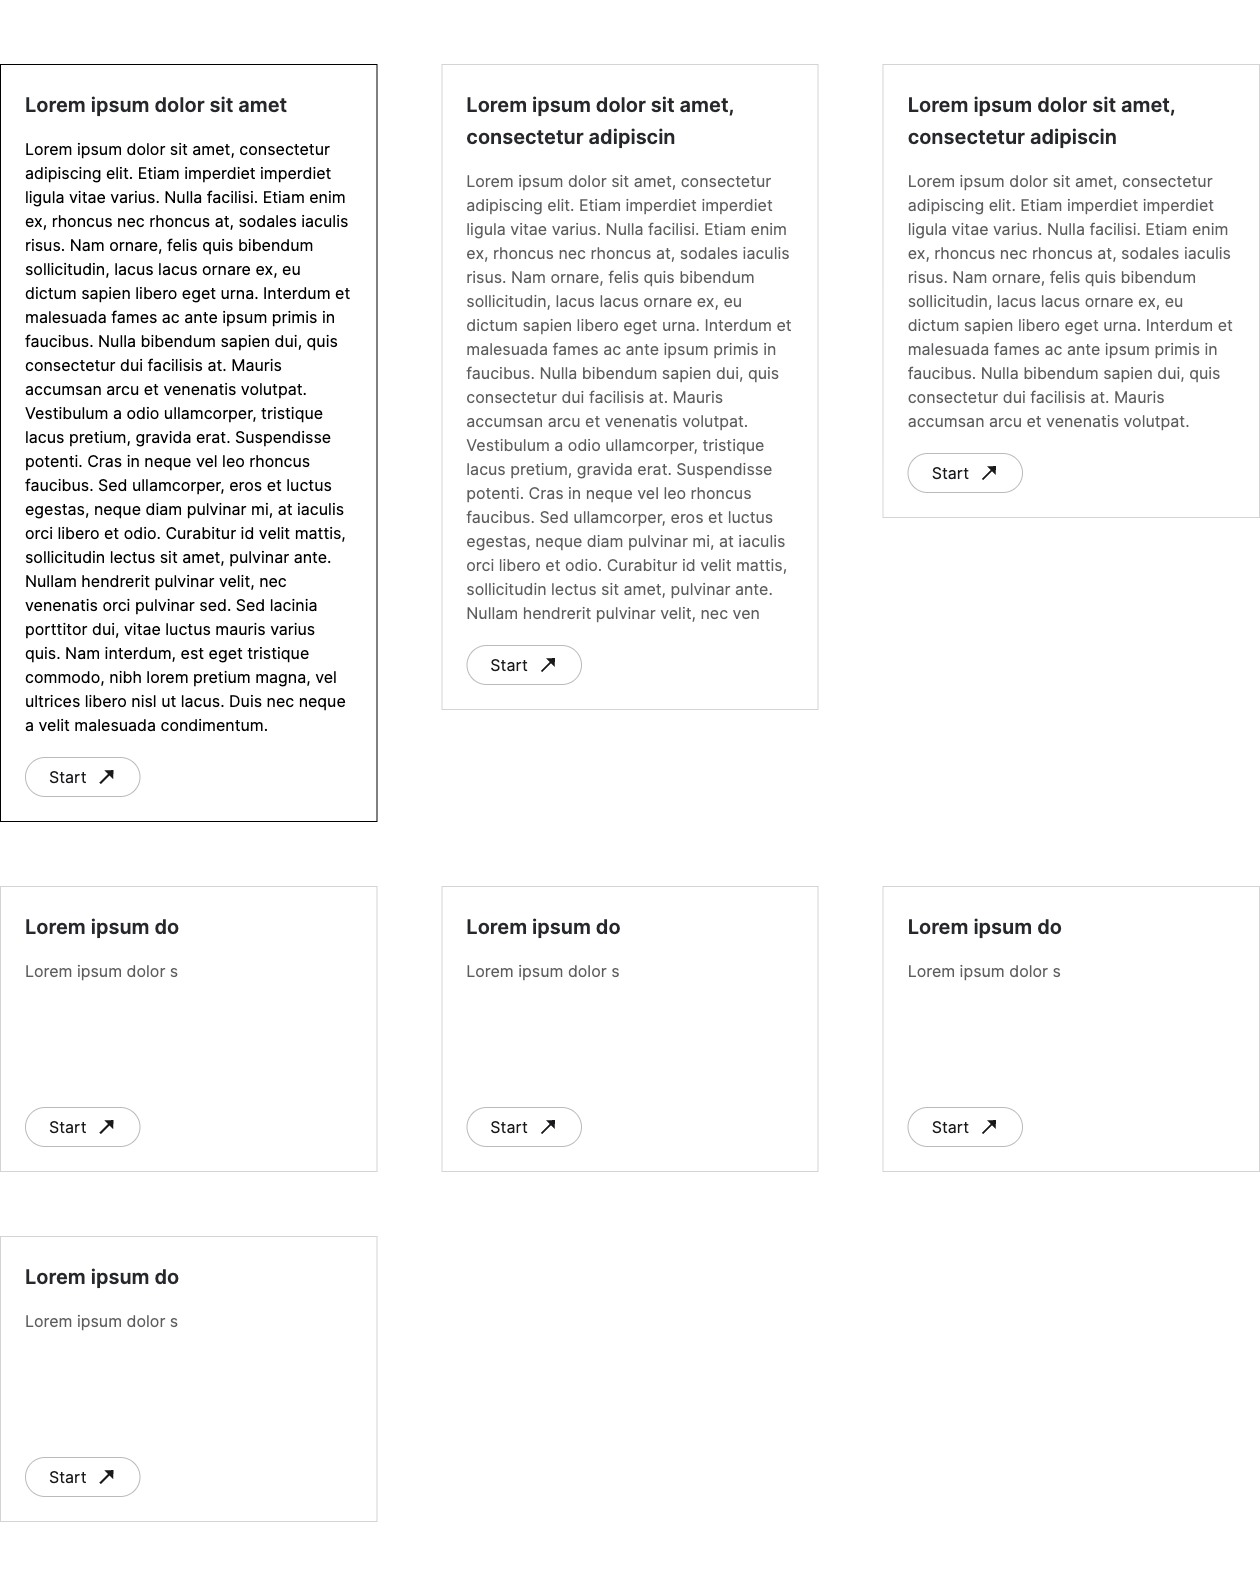 Lorem ipsum dolor sit amet
Lorem ipsum dolor sit amet, consectetur
adipiscing elit. Etiam imperdiet imperdiet
ligula vitae varius. Nulla facilisi. Etiam enim
ex, rhoncus nec rhoncus at, sodales iaculis
risus. Nam ornare, felis quis bibendum
sollicitudin, lacus lacus ornare ex, eu
dictum sapien libero eget urna. Interdum et
malesuada fames ac ante ipsum primis in
faucibus. Nulla bibendum sapien dui, quis
consectetur dui facilisis at. Mauris
accumsan arcu et venenatis volutpat.
Vestibulum a odio ullamcorper, tristique
lacus pretium, gravida erat. Suspendisse
potenti. Cras in neque vel leo rhoncus
faucibus. Sed ullamcorper, eros et luctus
egestas, neque diam pulvinar mi, at iaculis
orci libero et odio. Curabitur id velit mattis,
sollicitudin lectus sit amet, pulvinar ante.
Nullam hendrerit pulvinar velit, nec
venenatis orci pulvinar sed. Sed lacinia
porttitor dui, vitae luctus mauris varius
quis. Nam interdum, est eget tristique
commodo, nibh lorem pretium magna, vel
ultrices libero nisl ut lacus. Duis nec neque
a velit malesuada condimentum.
Start
Lorem ipsum dolor sit amet,
consectetur adipiscin
Lorem ipsum dolor sit amet, consectetur
adipiscing elit. Etiam imperdiet imperdiet
ligula vitae varius. Nulla facilisi. Etiam enim
ex, rhoncus nec rhoncus at, sodales iaculis
risus. Nam ornare, felis quis bibendum
sollicitudin, lacus lacus ornare ex, eu
dictum sapien libero eget urna. Interdum et
malesuada fames ac ante ipsum primis in
faucibus. Nulla bibendum sapien dui, quis
consectetur dui facilisis at. Mauris
accumsan arcu et venenatis volutpat.
Vestibulum a odio ullamcorper, tristique
lacus pretium, gravida erat. Suspendisse
potenti. Cras in neque vel leo rhoncus
faucibus. Sed ullamcorper, eros et luctus
egestas, neque diam pulvinar mi, at iaculis
orci libero et odio. Curabitur id velit mattis,
sollicitudin lectus sit amet, pulvinar ante.
Nullam hendrerit pulvinar velit, nec ven
Start
Lorem ipsum dolor sit amet,
consectetur adipiscin
Lorem ipsum dolor sit amet, consectetur
adipiscing elit. Etiam imperdiet imperdiet
ligula vitae varius. Nulla facilisi. Etiam enim
ex, rhoncus nec rhoncus at, sodales iaculis
risus. Nam ornare, felis quis bibendum
sollicitudin, lacus lacus ornare ex, eu
dictum sapien libero eget urna. Interdum et
malesuada fames ac ante ipsum primis in
faucibus. Nulla bibendum sapien dui, quis
consectetur dui facilisis at. Mauris
accumsan arcu et venenatis volutpat.
Start
Lorem ipsum do
Lorem ipsum dolor s
Start
Lorem ipsum do
Lorem ipsum dolor s
Start
Lorem ipsum do
Lorem ipsum dolor s
Start
Lorem ipsum do
Lorem ipsum dolor s
Start